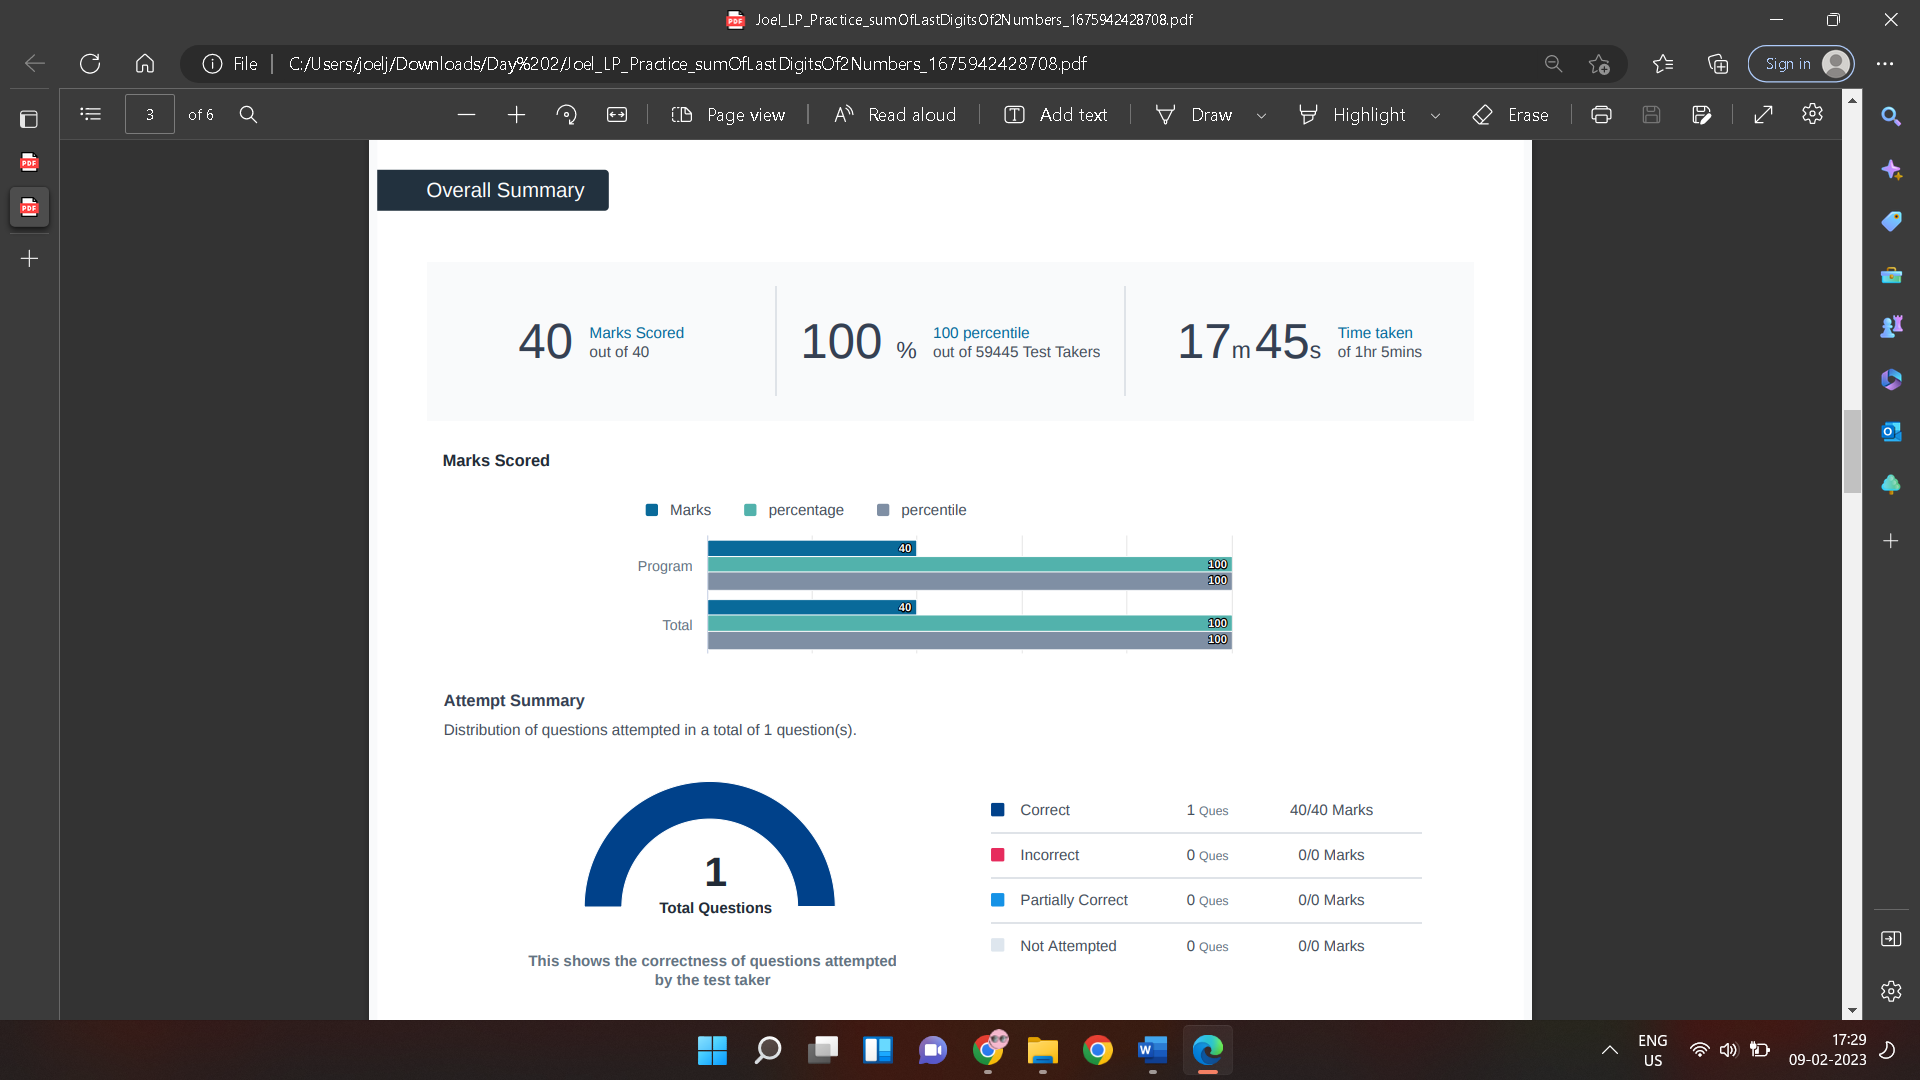 Joel_LP_Practice_sumOfLastDigitsOf2Numbers_1675942428708.pdf
File
C:/Users/joelj/Downloads/Day%202/Joel_LP_Practice_sumOfLastDigitsOf2Numbers_1675942428708.pdf
Sign in
3 of 6
Page view
Read aloud
Add text
Draw
Highlight
Erase
Overall Summary
40 Marks Scored
out of 40
100 % 100 percentile
out of 59445 Test Takers
17m45s Time taken
of 1hr 5mins
Marks Scored
Marks percentage percentile
Program
40
100
100
Total
40
100
100
Attempt Summary
Distribution of questions attempted in a total of 1 question(s).
1
Total Questions
This shows the correctness of questions attempted
by the test taker
Correct 1 Ques 40/40 Marks
Incorrect 0 Ques 0/0 Marks
Partially Correct 0 Ques 0/0 Marks
Not Attempted 0 Ques 0/0 Marks
ENG
US
17:29
09-02-2023